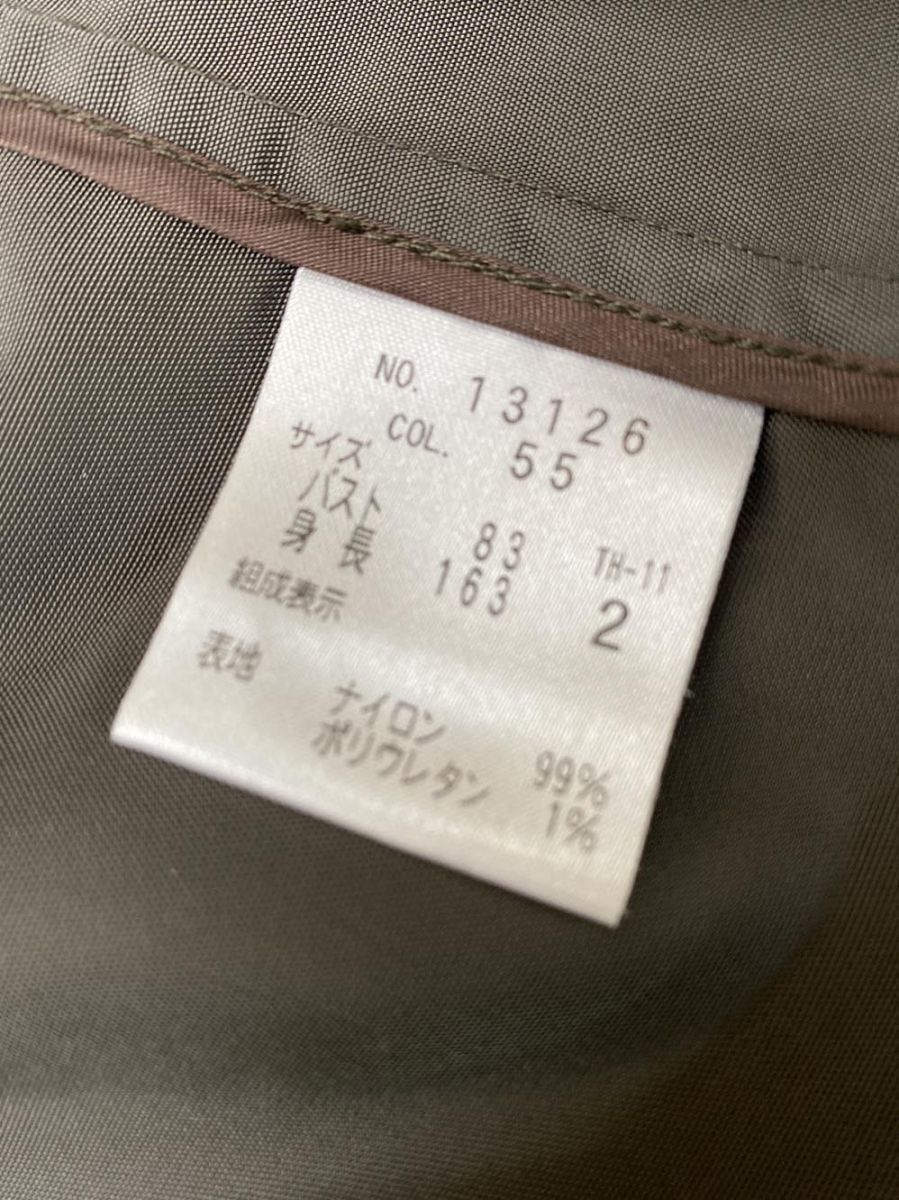 NO. 13126
COL. 55
サイズ
バスト 83 TH-11
身長 163 2
組成表示
表地 ナイロン 99%
ポリウレタン 1%